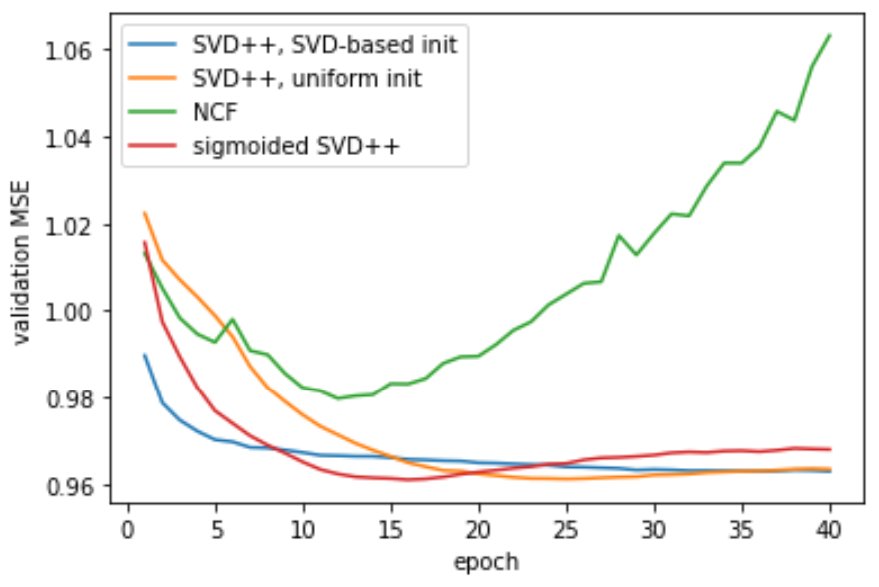 SVD++, SVD-based init
SVD++, uniform init
NCF
sigmoided SVD++
validation MSE
1.06
1.04
1.02
1.00
0.98
0.96
0 5 10 15 20 25 30 35 40
epoch